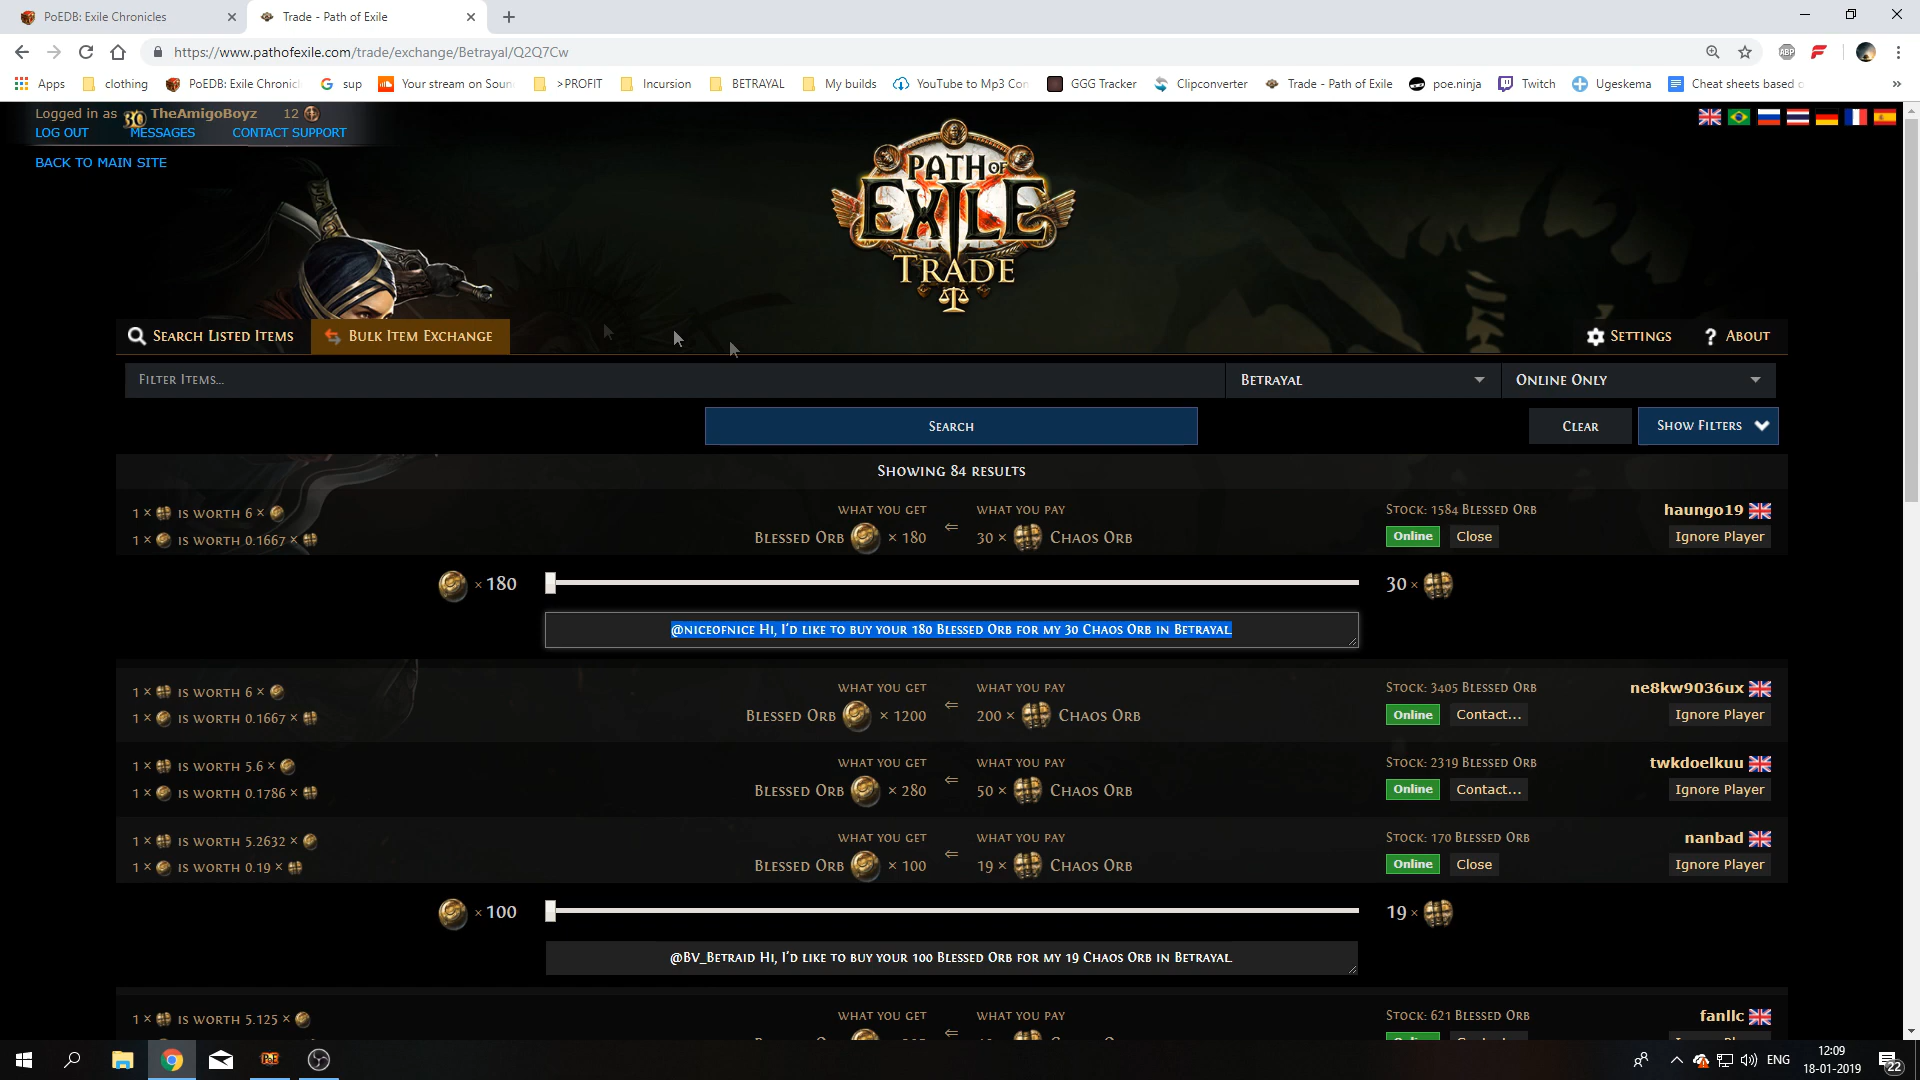 PoEDB: Exile Chronicles
Trade - Path of Exile
https://www.pathofexile.com/trade/exchange/Betrayal/Q2Q7Cw
ABP
Apps
clothing
PoEDB: Exile Chronic
sup
Your stream on Soun
>PROFIT
Incursion
BETRAYAL
My builds
YouTube to Mp3 Con
GGG Tracker
Clipconverter
Trade - Path of Exile
poe.ninja
Twitch
Ugeskema
Cheat sheets based o
Logged in as 30 TheAmigoBoyz 12
LOG OUT MESSAGES CONTACT SUPPORT
BACK TO MAIN SITE
PATH OF
EXILE
TRADE
Search Listed Items
Bulk Item Exchange
Settings
? About
Filter Items...
Betrayal
Online Only
Search
Clear
Show Filters
Showing 84 results
1 × is worth 6 ×
1 × is worth 0.1667 ×
What you get
Blessed Orb × 180
⇐
What you pay
30 × Chaos Orb
Stock: 1584 Blessed Orb
Online Close
haungo19
Ignore Player
× 180
30 ×
@niceofnice Hi, I'd like to buy your 180 Blessed Orb for my 30 Chaos Orb in Betrayal.
1 × is worth 6 ×
1 × is worth 0.1667 ×
What you get
Blessed Orb × 1200
⇐
What you pay
200 × Chaos Orb
Stock: 3405 Blessed Orb
Online Contact...
ne8kw9036ux
Ignore Player
1 × is worth 5.6 ×
1 × is worth 0.1786 ×
What you get
Blessed Orb × 280
⇐
What you pay
50 × Chaos Orb
Stock: 2319 Blessed Orb
Online Contact...
twkdoelkuu
Ignore Player
1 × is worth 5.2632 ×
1 × is worth 0.19 ×
What you get
Blessed Orb × 100
⇐
What you pay
19 × Chaos Orb
Stock: 170 Blessed Orb
Online Close
nanbad
Ignore Player
× 100
19 ×
@BV_Betraid Hi, I'd like to buy your 100 Blessed Orb for my 19 Chaos Orb in Betrayal.
1 × is worth 5.125 ×
What you get
⇐
What you pay
Stock: 621 Blessed Orb
fanllc
PoE
ENG
12:09
18-01-2019
22